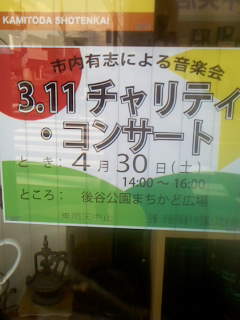 KAMITODA SHOTENKAI
市内有志による音楽会
3.11 チャリティ
・コンサート
とき： 4月30日(土)
14:00～16:00
ところ： 後谷公園まちかど広場